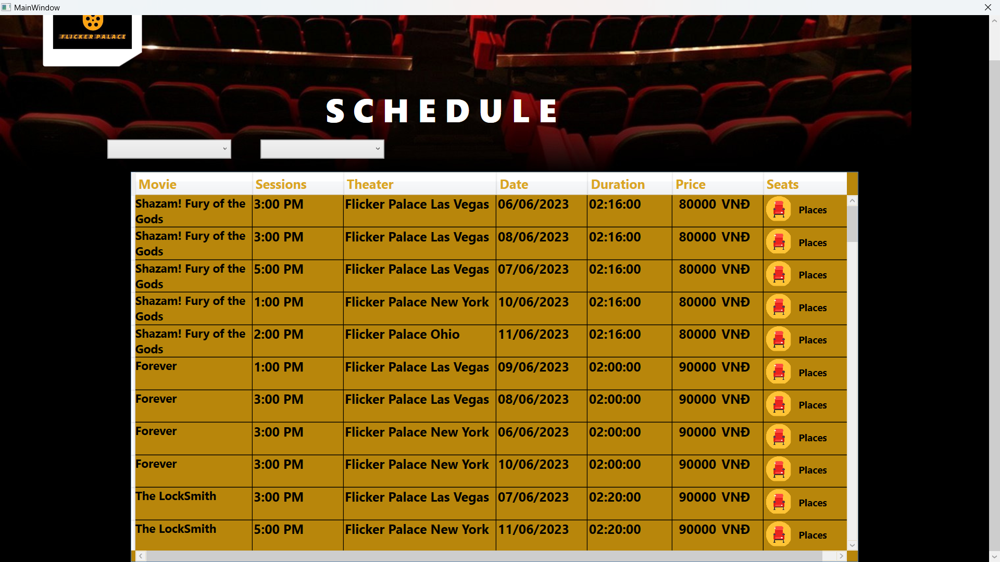 MainWindow
FLICKER PALACE
SCHEDULE
Movie Sessions Theater Date Duration Price Seats
Shazam! Fury of the Gods 3:00 PM Flicker Palace Las Vegas 06/06/2023 02:16:00 80000 VNĐ Places
Shazam! Fury of the Gods 3:00 PM Flicker Palace Las Vegas 08/06/2023 02:16:00 80000 VNĐ Places
Shazam! Fury of the Gods 5:00 PM Flicker Palace Las Vegas 07/06/2023 02:16:00 80000 VNĐ Places
Shazam! Fury of the Gods 1:00 PM Flicker Palace New York 10/06/2023 02:16:00 80000 VNĐ Places
Shazam! Fury of the Gods 2:00 PM Flicker Palace Ohio 11/06/2023 02:16:00 80000 VNĐ Places
Forever 1:00 PM Flicker Palace Las Vegas 09/06/2023 02:00:00 90000 VNĐ Places
Forever 3:00 PM Flicker Palace Las Vegas 08/06/2023 02:00:00 90000 VNĐ Places
Forever 3:00 PM Flicker Palace New York 06/06/2023 02:00:00 90000 VNĐ Places
Forever 3:00 PM Flicker Palace New York 10/06/2023 02:00:00 90000 VNĐ Places
The LockSmith 3:00 PM Flicker Palace Las Vegas 07/06/2023 02:20:00 90000 VNĐ Places
The LockSmith 5:00 PM Flicker Palace New York 11/06/2023 02:20:00 90000 VNĐ Places